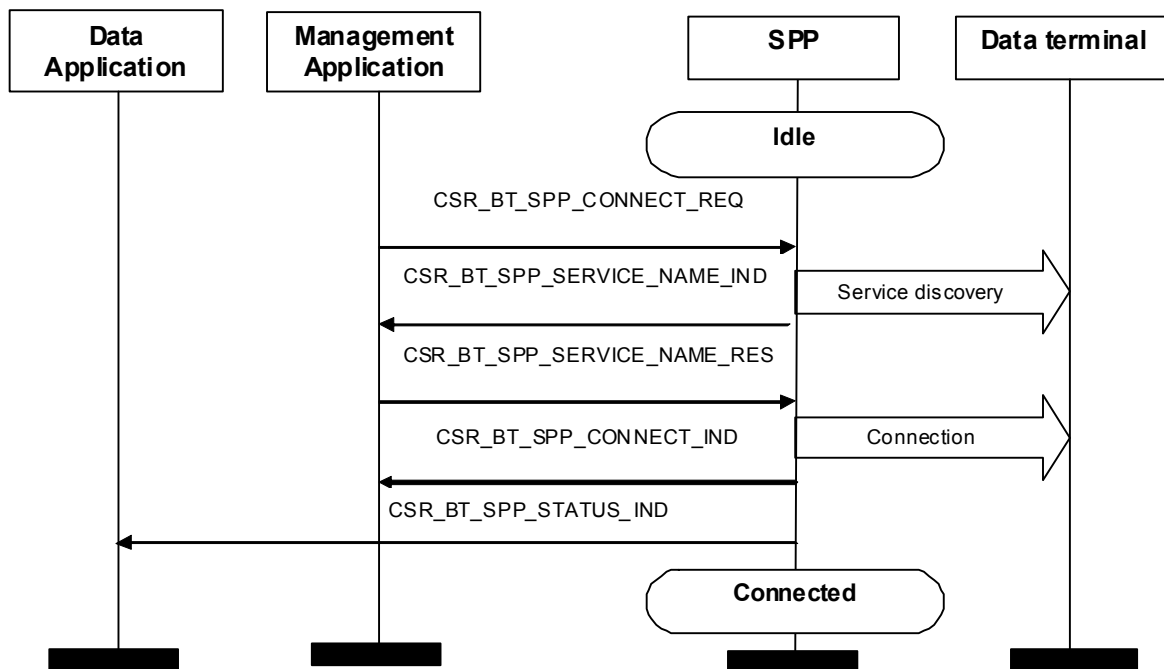 Data
Application
Management
Application
SPP
Data terminal
Idle
CSR_BT_SPP_CONNECT_REQ
CSR_BT_SPP_SERVICE_NAME_IND
Service discovery
CSR_BT_SPP_SERVICE_NAME_RES
CSR_BT_SPP_CONNECT_IND
Connection
CSR_BT_SPP_STATUS_IND
Connected